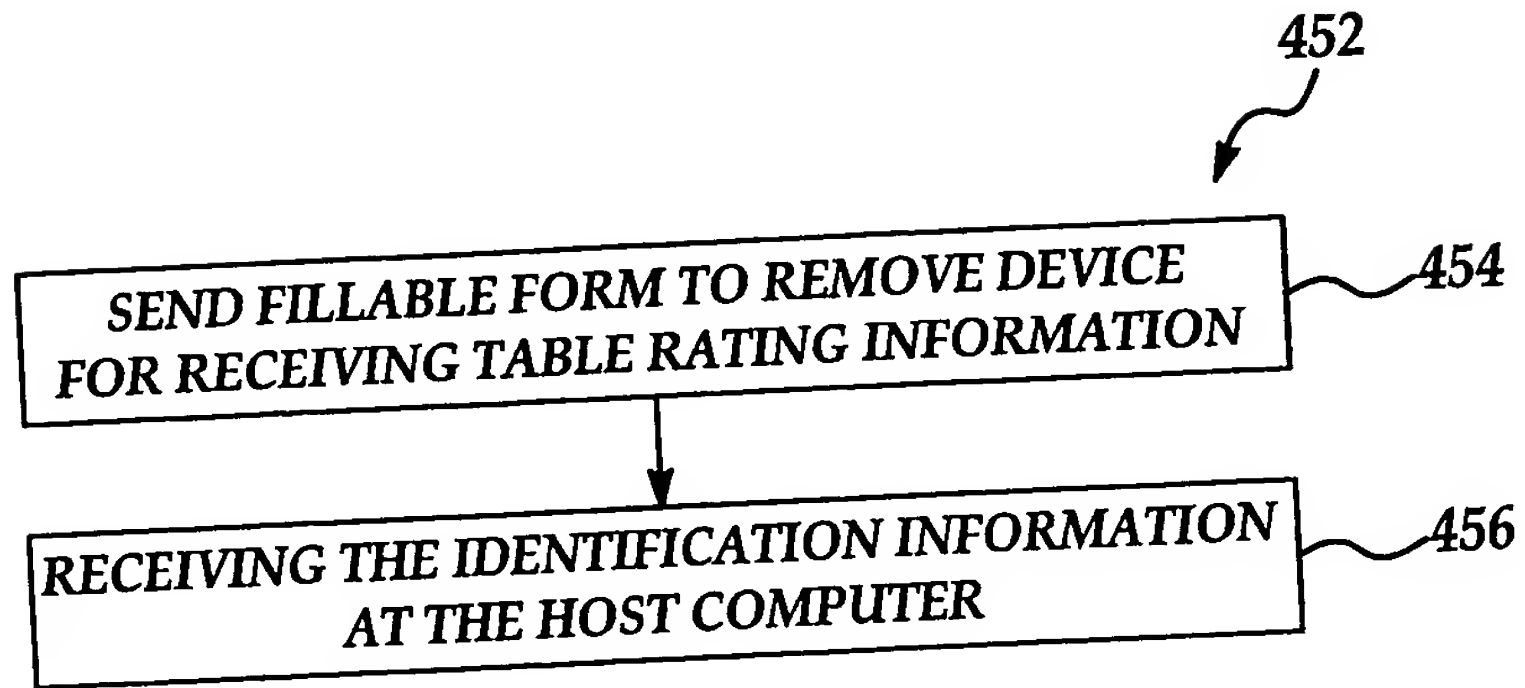 452
SEND FILLABLE FORM TO REMOVE DEVICE
FOR RECEIVING TABLE RATING INFORMATION
454
RECEIVING THE IDENTIFICATION INFORMATION
AT THE HOST COMPUTER
456